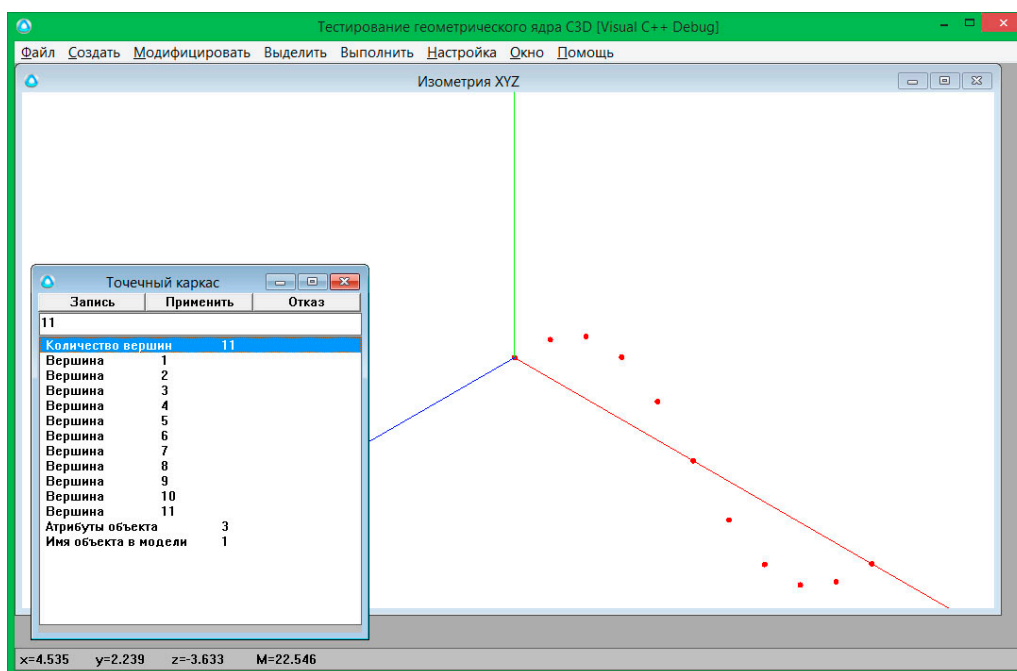 Тестирование геометрического ядра C3D [Visual C++ Debug]
Файл Создать Модифицировать Выделить Выполнить Настройка Окно Помощь
Изометрия XYZ
Точечный каркас
Запись Применить Отказ
11
Количество вершин 11
Вершина 1
Вершина 2
Вершина 3
Вершина 4
Вершина 5
Вершина 6
Вершина 7
Вершина 8
Вершина 9
Вершина 10
Вершина 11
Атрибуты объекта 3
Имя объекта в модели 1
x=4.535 y=2.239 z=-3.633 M=22.546